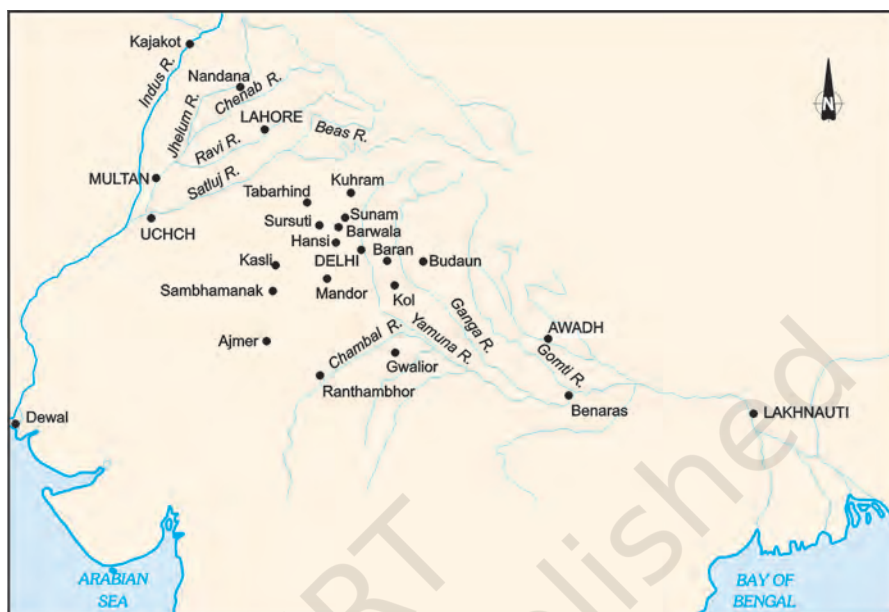 Kajakot
Indus R.
Nandana
Chenab R.
N
Jhelum R.
LAHORE
Ravi R.
Beas R.
MULTAN
Satluj R.
Kuhram
Tabarhind
UCHCH
Sursuti
Sunam
Barwala
Hansi
Baran
Kasli
DELHI
Budaun
Sambhamanak
Mandor
Kol
Ganga R.
AWADH
Ajmer
Chambal R.
Yamuna R.
Gomti R.
Gwalior
Ranthambhor
Benaras
Dewal
LAKHNAUTI
ARABIAN
SEA
BAY OF
BENGAL
RT
lished